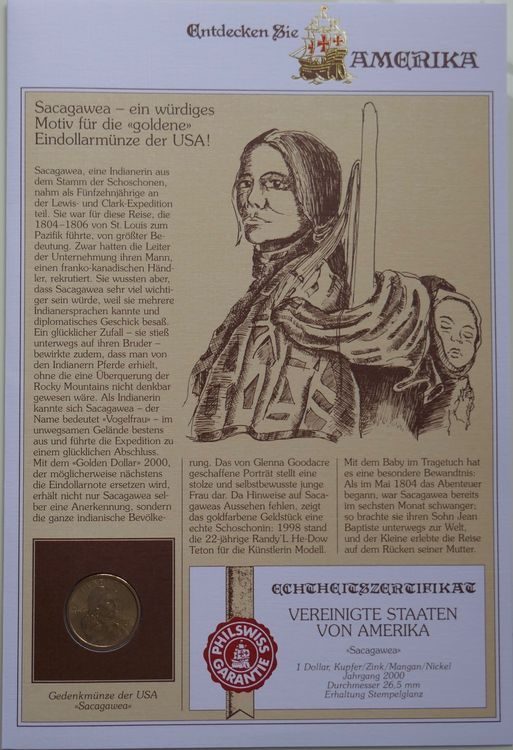 Entdecken Sie
AMERIKA
Sacagawea – ein würdiges
Motiv für die «goldene»
Eindollarmünze der USA!
Sacagawea, eine Indianerin aus
dem Stamm der Schoschonen,
nahm als Fünfzehnjährige an
der Lewis- und Clark-Expedition
teil. Sie war für diese Reise, die
1804–1806 von St. Louis zum
Pazifik führte, von größter Be-
deutung. Zwar hatten die Leiter
der Unternehmung ihren Mann,
einen franko-kanadischen Händ-
ler, rekrutiert. Sie wussten aber,
dass Sacagawea sehr viel wichti-
ger sein würde, weil sie mehrere
Indianersprachen kannte und
diplomatisches Geschick besaß.
Ein glücklicher Zufall – sie stieß
unterwegs auf ihren Bruder –
bewirkte zudem, dass man von
den Indianern Pferde erhielt,
ohne die eine Überquerung der
Rocky Mountains nicht denkbar
gewesen wäre. Als Indianerin
kannte sich Sacagawea – der
Name bedeutet «Vogelfrau» – im
unwegsamen Gelände bestens
aus und führte die Expedition zu
einem glücklichen Abschluss.
Mit dem «Golden Dollar» 2000,
der möglicherweise nächstens
die Eindollarnote ersetzen wird,
erhält nicht nur Sacagawea sel-
ber eine Anerkennung, sondern
die ganze indianische Bevölke-
rung. Das von Glenna Goodacre
geschaffene Porträt stellt eine
stolze und selbstbewusste junge
Frau dar. Da Hinweise auf Saca-
gaweas Aussehen fehlen, zeigt
das goldfarbene Geldstück eine
echte Schoschonin: 1998 stand
die 22-jährige Randy'L He-Dow
Teton für die Künstlerin Modell.
Mit dem Baby im Tragetuch hat
es eine besondere Bewandtnis:
Als im Mai 1804 das Abenteuer
begann, war Sacagawea bereits
im sechsten Monat schwanger;
so brachte sie ihren Sohn Jean
Baptiste unterwegs zur Welt,
und der Kleine erlebte die Reise
auf dem Rücken seiner Mutter.
Gedenkmünze der USA
«Sacagawea»
PHILSWISS
GARANTIE
ECHTHEITSZERTIFIKAT
VEREINIGTE STAATEN
VON AMERIKA
«Sacagawea»
1 Dollar, Kupfer/Zink/Mangan/Nickel
Jahrgang 2000
Durchmesser 26,5 mm
Erhaltung Stempelglanz